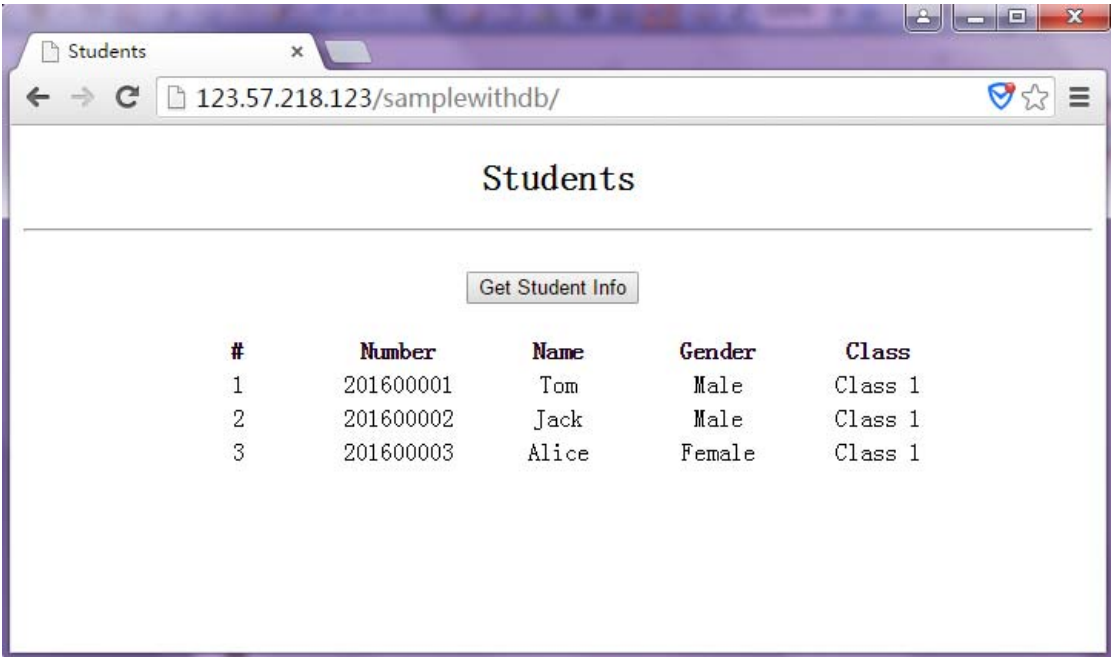 Students
123.57.218.123/samplewithdb/
Students
Get Student Info
# Number Name Gender Class
1 201600001 Tom Male Class 1
2 201600002 Jack Male Class 1
3 201600003 Alice Female Class 1